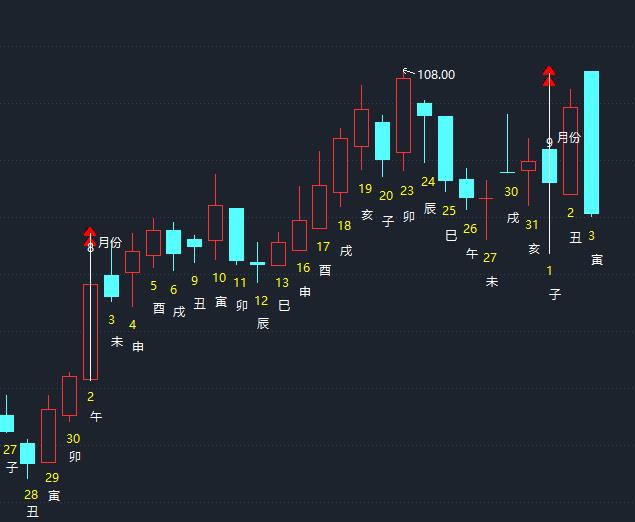 108.00
9 月份
8 月份
19
亥
20
子
23
卯
24
辰
25
巳
26
午
27
未
30
戌
31
亥
1
子
2
丑
3
寅
18
戌
17
酉
16
申
13
巳
12
辰
11
卯
10
寅
9
丑
6
戌
5
酉
4
申
3
未
2
午
30
卯
29
寅
28
丑
27
子